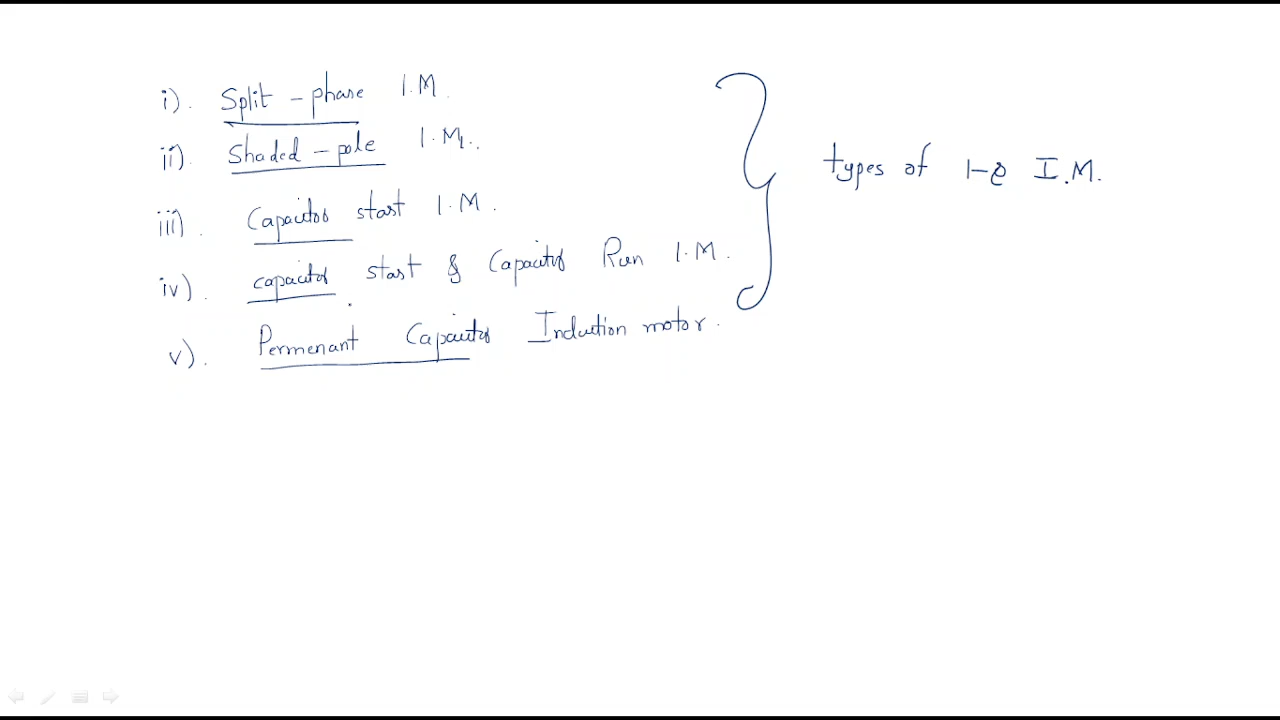 i). Split-phase I.M.
ii). Shaded-pole I.M.
iii). Capacitor start I.M.
iv). capacitor start & Capacitor Run I.M.
v). Permenant Capacitor Induction motor.
types of 1-Φ I.M.